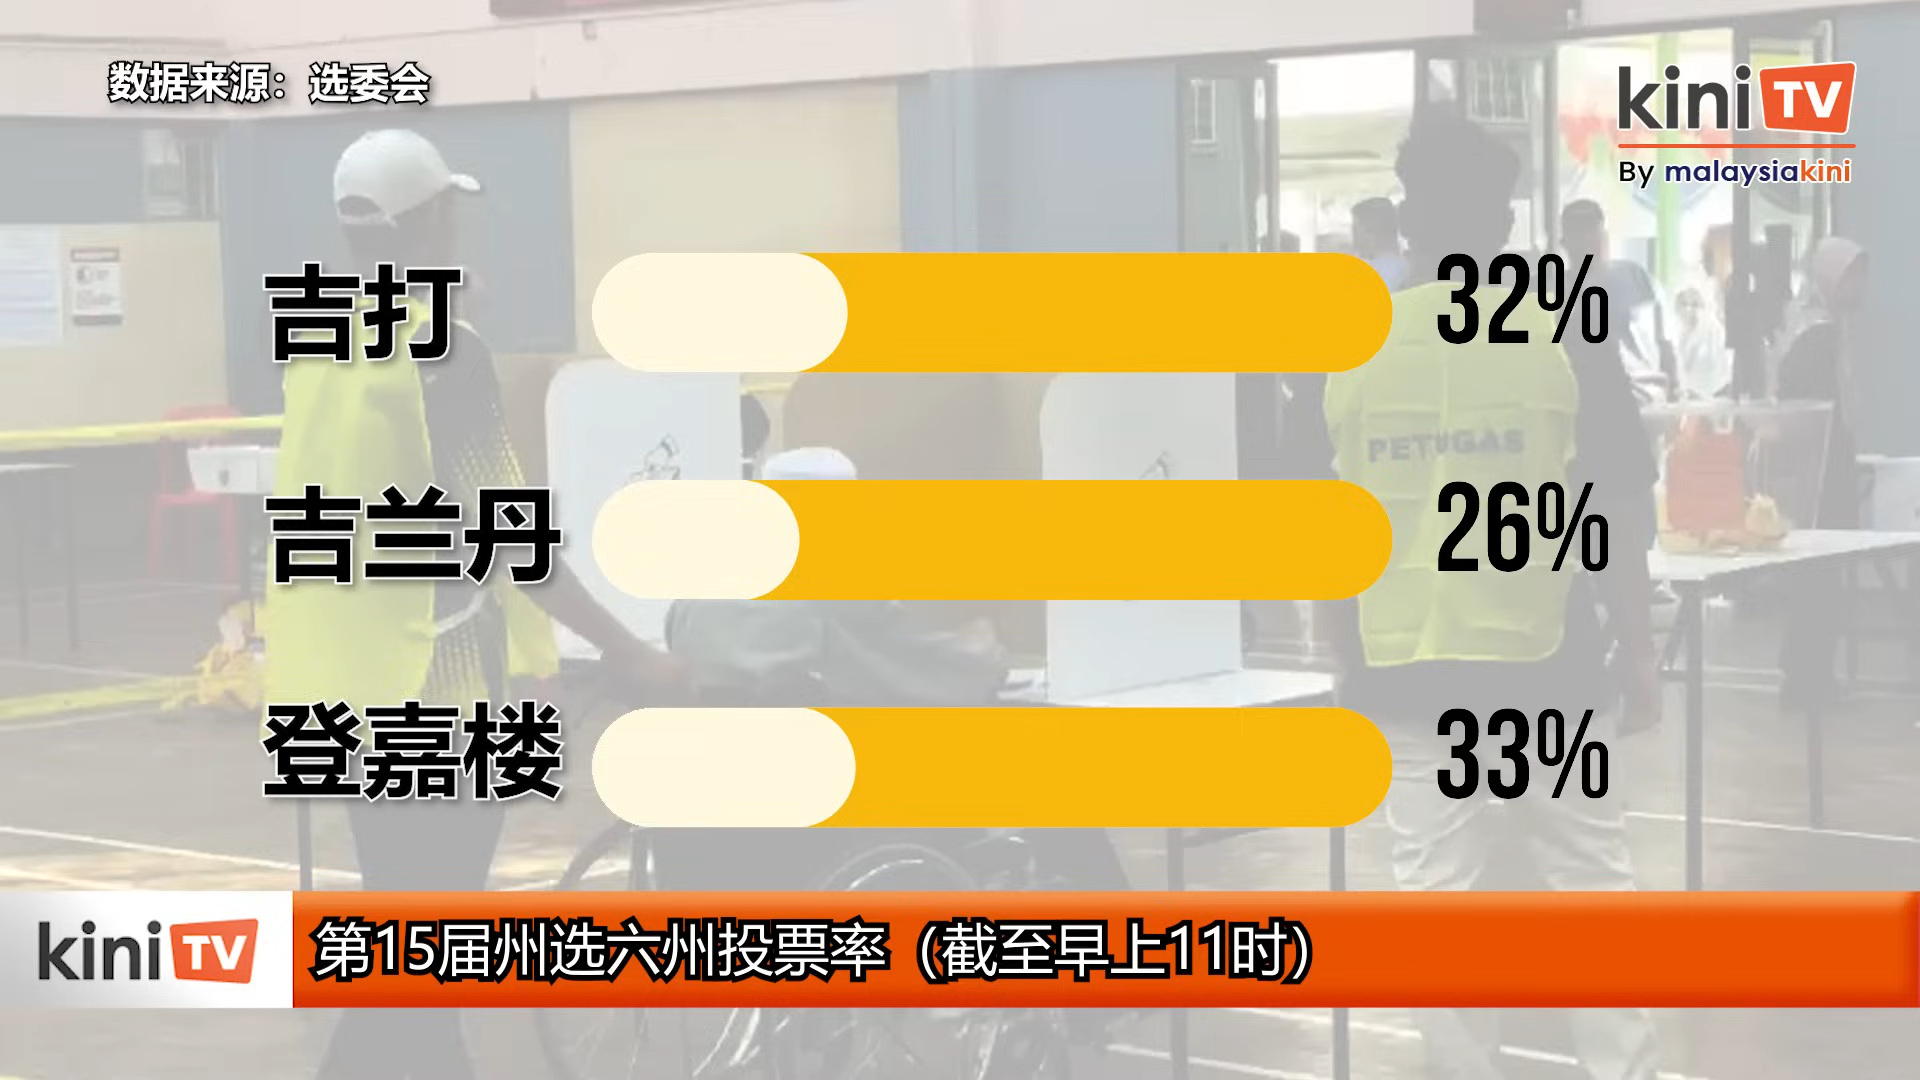 数据来源：选委会
kini TV
By malaysiakini
吉打 32%
PETUGAS
吉兰丹 26%
登嘉楼 33%
kini TV 第15届州选六州投票率（截至早上11时）